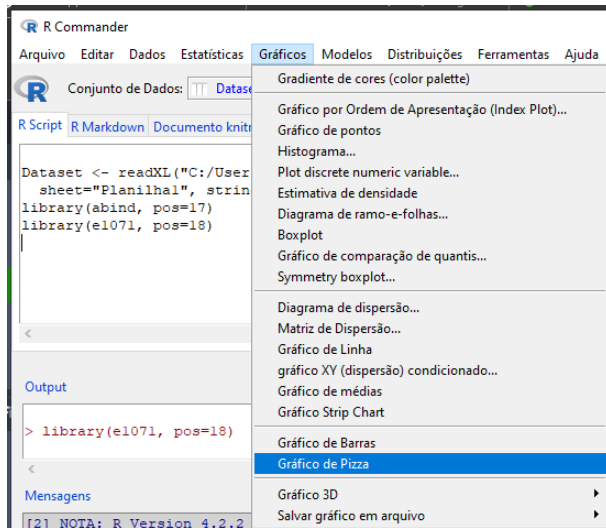 R Commander
Arquivo Editar Dados Estatísticas Gráficos Modelos Distribuições Ferramentas Ajuda
R Conjunto de Dados: Datase
R Script R Markdown Documento knitr
Dataset <- readXL("C:/User
sheet="Planilha1", strin
library(abind, pos=17)
library(e1071, pos=18)
Output
> library(e1071, pos=18)
Mensagens
[2] NOTA: R Version 4.2.2
Gradiente de cores (color palette)
Gráfico por Ordem de Apresentação (Index Plot)...
Gráfico de pontos
Histograma...
Plot discrete numeric variable...
Estimativa de densidade
Diagrama de ramo-e-folhas...
Boxplot
Gráfico de comparação de quantis...
Symmetry boxplot...
Diagrama de dispersão...
Matriz de Dispersão...
Gráfico de Linha
gráfico XY (dispersão) condicionado...
Gráfico de médias
Gráfico Strip Chart
Gráfico de Barras
Gráfico de Pizza
Gráfico 3D
Salvar gráfico em arquivo